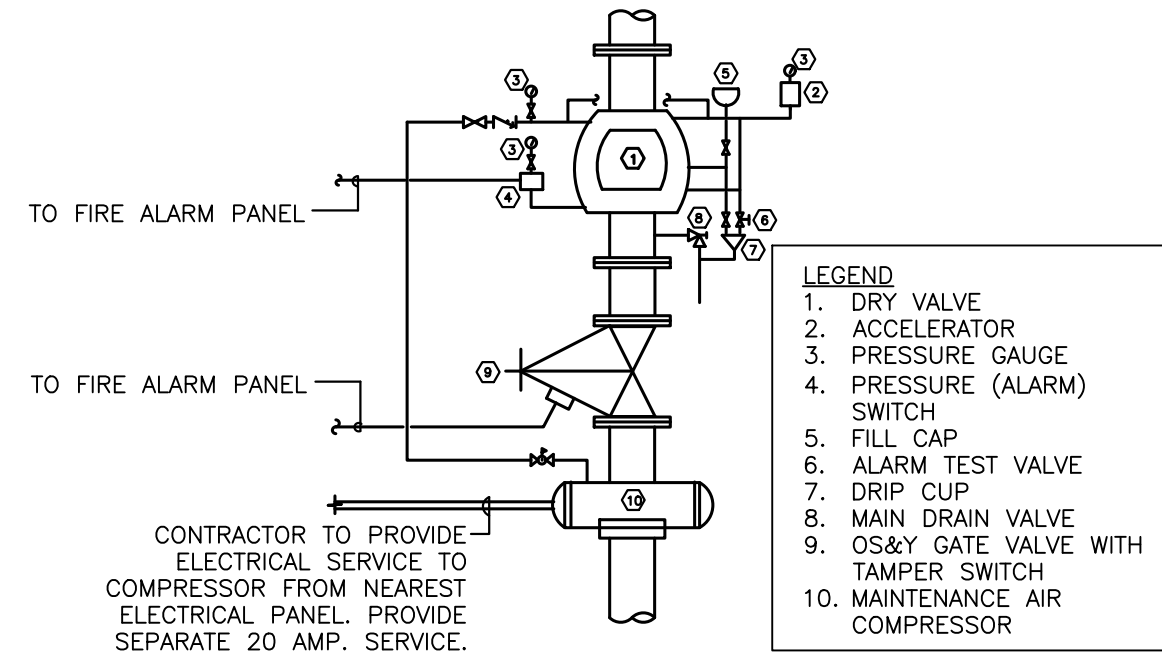 3
5
3
2
3
1
4
TO FIRE ALARM PANEL
8
6
7
TO FIRE ALARM PANEL
9
10
CONTRACTOR TO PROVIDE
ELECTRICAL SERVICE TO
COMPRESSOR FROM NEAREST
ELECTRICAL PANEL. PROVIDE
SEPARATE 20 AMP. SERVICE.
LEGEND
1. DRY VALVE
2. ACCELERATOR
3. PRESSURE GAUGE
4. PRESSURE (ALARM)
SWITCH
5. FILL CAP
6. ALARM TEST VALVE
7. DRIP CUP
8. MAIN DRAIN VALVE
9. OS&Y GATE VALVE WITH
TAMPER SWITCH
10. MAINTENANCE AIR
COMPRESSOR